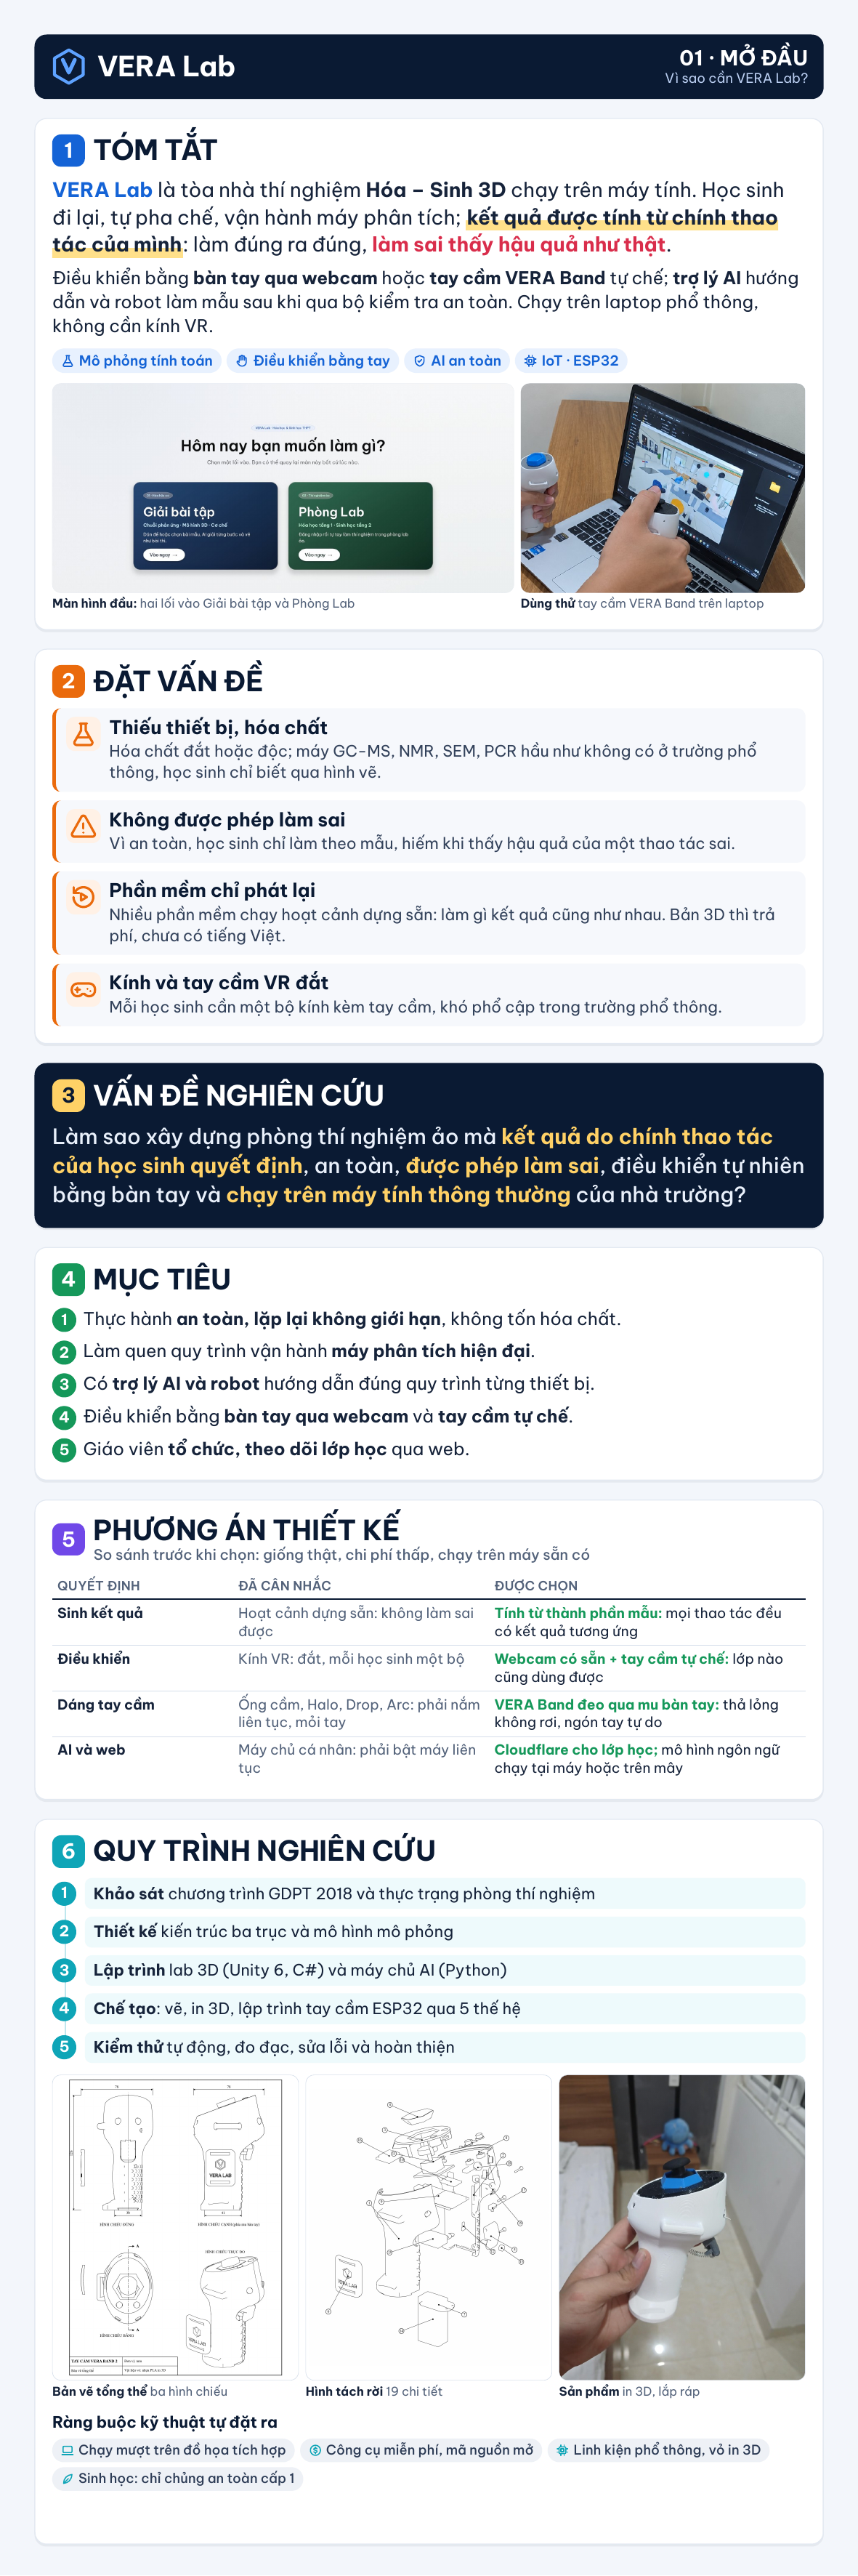 VERA Lab
01 · MỞ ĐẦU
Vì sao cần VERA Lab?
1 TÓM TẮT
VERA Lab là tòa nhà thí nghiệm Hóa – Sinh 3D chạy trên máy tính. Học sinh
đi lại, tự pha chế, vận hành máy phân tích; kết quả được tính từ chính thao
tác của mình: làm đúng ra đúng, làm sai thấy hậu quả như thật.
Điều khiển bằng bàn tay qua webcam hoặc tay cầm VERA Band tự chế; trợ lý AI hướng
dẫn và robot làm mẫu sau khi qua bộ kiểm tra an toàn. Chạy trên laptop phổ thông,
không cần kính VR.
Mô phỏng tính toán
Điều khiển bằng tay
AI an toàn
IoT · ESP32
Hôm nay bạn muốn làm gì?
Giải bài tập
Chuỗi phản ứng · Mô hình 3D · Cơ chế
Vào ngay →
Phòng Lab
Hóa học tầng 1 · Sinh học tầng 2
Vào ngay →
Màn hình đầu: hai lối vào Giải bài tập và Phòng Lab
Dùng thử tay cầm VERA Band trên laptop
2 ĐẶT VẤN ĐỀ
Thiếu thiết bị, hóa chất
Hóa chất đắt hoặc độc; máy GC-MS, NMR, SEM, PCR hầu như không có ở trường phổ
thông, học sinh chỉ biết qua hình vẽ.
Không được phép làm sai
Vì an toàn, học sinh chỉ làm theo mẫu, hiếm khi thấy hậu quả của một thao tác sai.
Phần mềm chỉ phát lại
Nhiều phần mềm chạy hoạt cảnh dựng sẵn: làm gì kết quả cũng như nhau. Bản 3D thì trả
phí, chưa có tiếng Việt.
Kính và tay cầm VR đắt
Mỗi học sinh cần một bộ kính kèm tay cầm, khó phổ cập trong trường phổ thông.
3 VẤN ĐỀ NGHIÊN CỨU
Làm sao xây dựng phòng thí nghiệm ảo mà kết quả do chính thao tác
của học sinh quyết định, an toàn, được phép làm sai, điều khiển tự nhiên
bằng bàn tay và chạy trên máy tính thông thường của nhà trường?
4 MỤC TIÊU
1 Thực hành an toàn, lặp lại không giới hạn, không tốn hóa chất.
2 Làm quen quy trình vận hành máy phân tích hiện đại.
3 Có trợ lý AI và robot hướng dẫn đúng quy trình từng thiết bị.
4 Điều khiển bằng bàn tay qua webcam và tay cầm tự chế.
5 Giáo viên tổ chức, theo dõi lớp học qua web.
5 PHƯƠNG ÁN THIẾT KẾ
So sánh trước khi chọn: giống thật, chi phí thấp, chạy trên máy sẵn có
QUYẾT ĐỊNH
ĐÃ CÂN NHẮC
ĐƯỢC CHỌN
Sinh kết quả
Hoạt cảnh dựng sẵn: không làm sai
được
Tính từ thành phần mẫu: mọi thao tác đều
có kết quả tương ứng
Điều khiển
Kính VR: đắt, mỗi học sinh một bộ
Webcam có sẵn + tay cầm tự chế: lớp nào
cũng dùng được
Dáng tay cầm
Ống cầm, Halo, Drop, Arc: phải nắm
liên tục, mỏi tay
VERA Band đeo qua mu bàn tay: thả lỏng
không rơi, ngón tay tự do
AI và web
Máy chủ cá nhân: phải bật máy liên
tục
Cloudflare cho lớp học; mô hình ngôn ngữ
chạy tại máy hoặc trên mây
6 QUY TRÌNH NGHIÊN CỨU
1 Khảo sát chương trình GDPT 2018 và thực trạng phòng thí nghiệm
2 Thiết kế kiến trúc ba trục và mô hình mô phỏng
3 Lập trình lab 3D (Unity 6, C#) và máy chủ AI (Python)
4 Chế tạo: vẽ, in 3D, lập trình tay cầm ESP32 qua 5 thế hệ
5 Kiểm thử tự động, đo đạc, sửa lỗi và hoàn thiện
VERA LAB
HÌNH CHIẾU ĐỨNG
HÌNH CHIẾU BẰNG
VERA LAB
VERA LAB
Bản vẽ tổng thể ba hình chiếu
Hình tách rời 19 chi tiết
Sản phẩm in 3D, lắp ráp
Ràng buộc kỹ thuật tự đặt ra
Chạy mượt trên đồ họa tích hợp
Công cụ miễn phí, mã nguồn mở
Linh kiện phổ thông, vỏ in 3D
Sinh học: chỉ chủng an toàn cấp 1